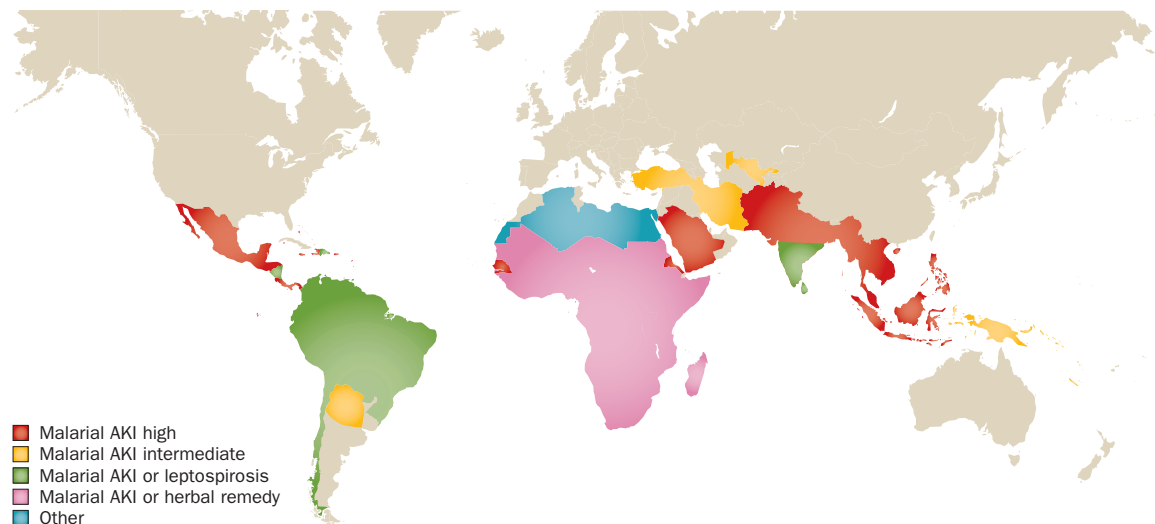 Malarial AKI high
Malarial AKI intermediate
Malarial AKI or leptospirosis
Malarial AKI or herbal remedy
Other